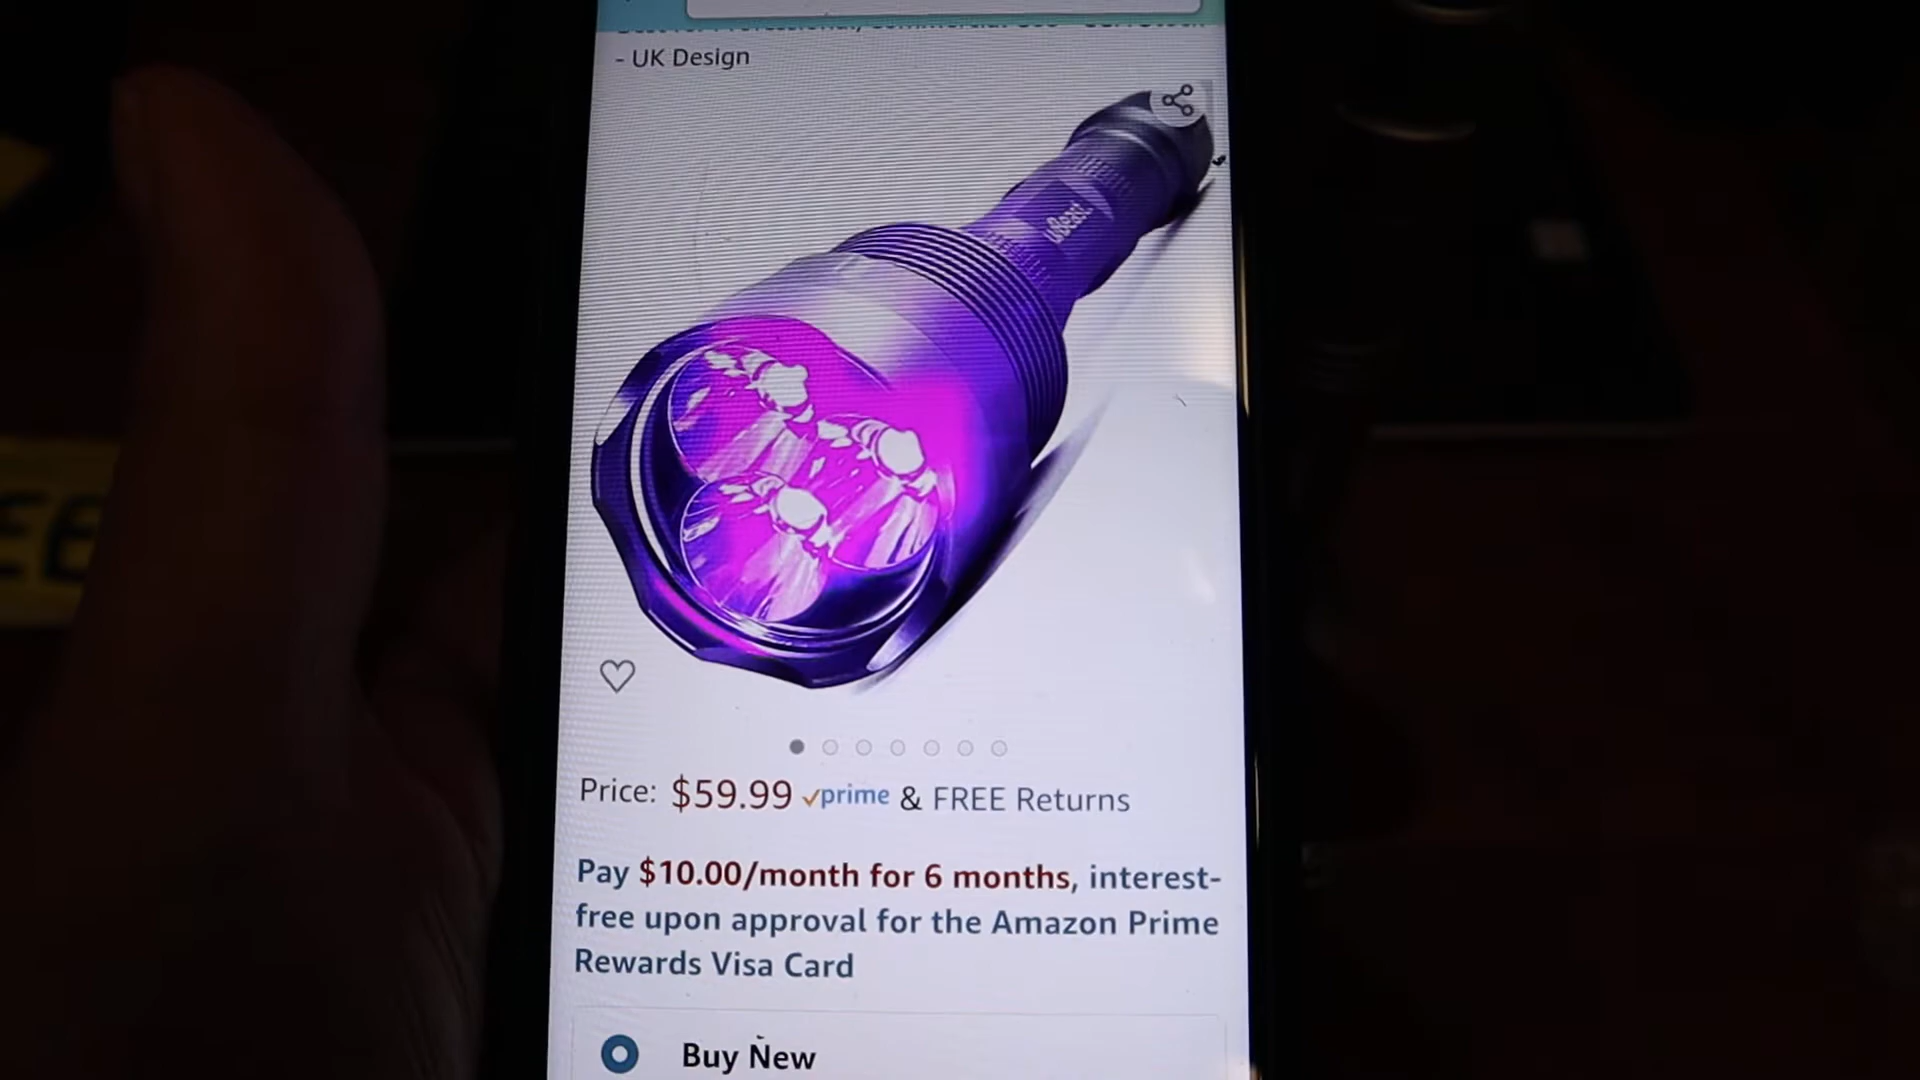 - UK Design
uvBeast
Price: $59.99 prime & FREE Returns
Pay $10.00/month for 6 months, interest-
free upon approval for the Amazon Prime
Rewards Visa Card
Buy New